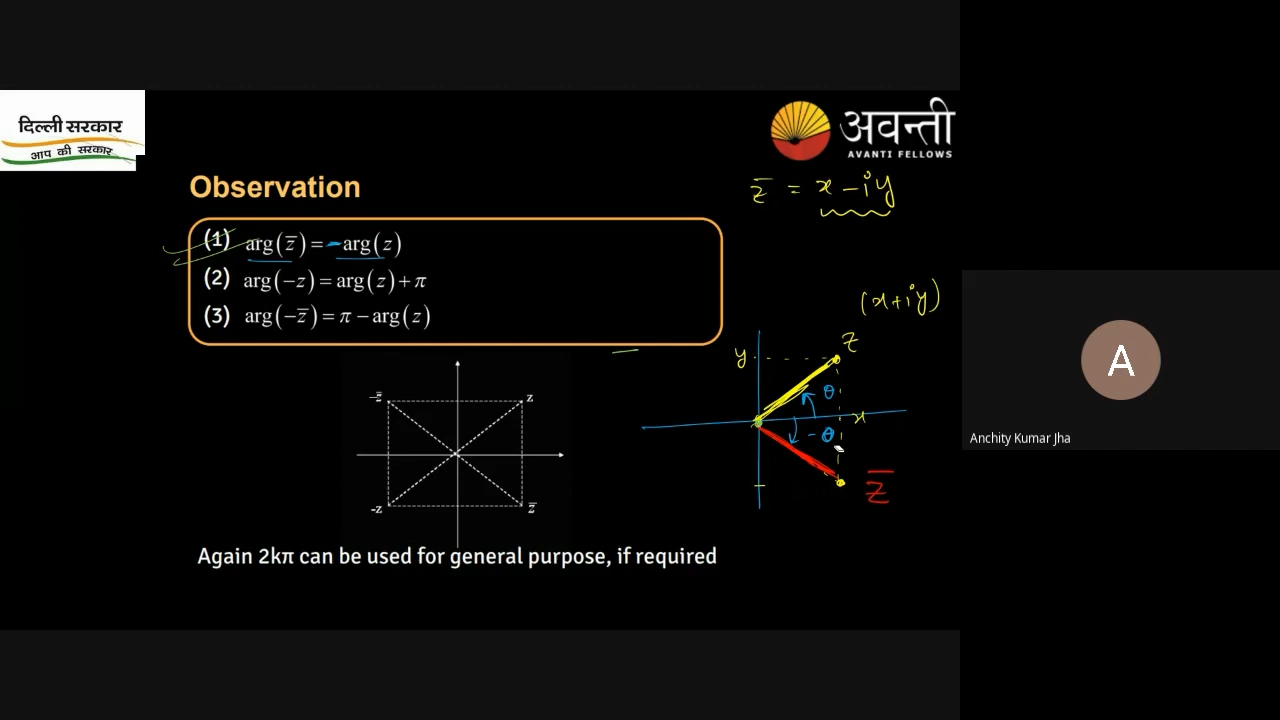 दिल्ली सरकार
आप की सरकार
अवन्ती
AVANTI FELLOWS
Observation
z̅ = x - iy
(1) arg(z̅) = -arg(z)
(2) arg(-z) = arg(z) + π
(3) arg(-z̅) = π - arg(z)
(x+iy)
z
y
θ
x
-θ
z̅
-z̅
z
-z
z̅
Again 2kπ can be used for general purpose, if required
A
Anchity Kumar Jha